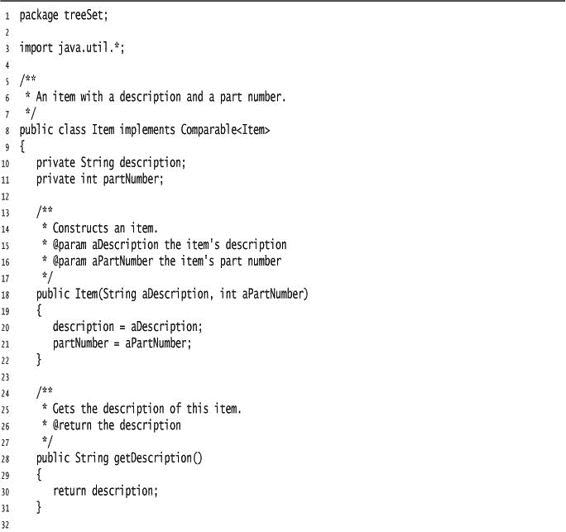 1 package treeSet;
2
3 import java.util.*;
4
5 /**
6  * An item with a description and a part number.
7  */
8 public class Item implements Comparable<Item>
9 {
10    private String description;
11    private int partNumber;
12
13    /**
14     * Constructs an item.
15     * @param aDescription the item's description
16     * @param aPartNumber the item's part number
17     */
18    public Item(String aDescription, int aPartNumber)
19    {
20       description = aDescription;
21       partNumber = aPartNumber;
22    }
23
24    /**
25     * Gets the description of this item.
26     * @return the description
27     */
28    public String getDescription()
29    {
30       return description;
31    }
32